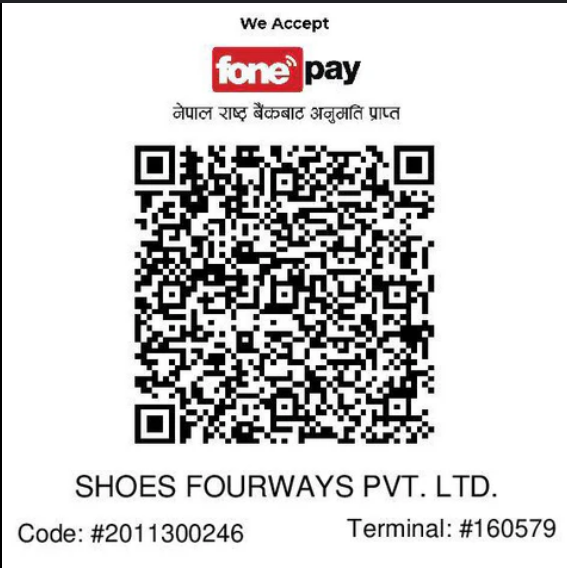 We Accept
fonepay
नेपाल राष्ट्र बैंकबाट अनुमति प्राप्त
SHOES FOURWAYS PVT. LTD.
Code: #2011300246
Terminal: #160579